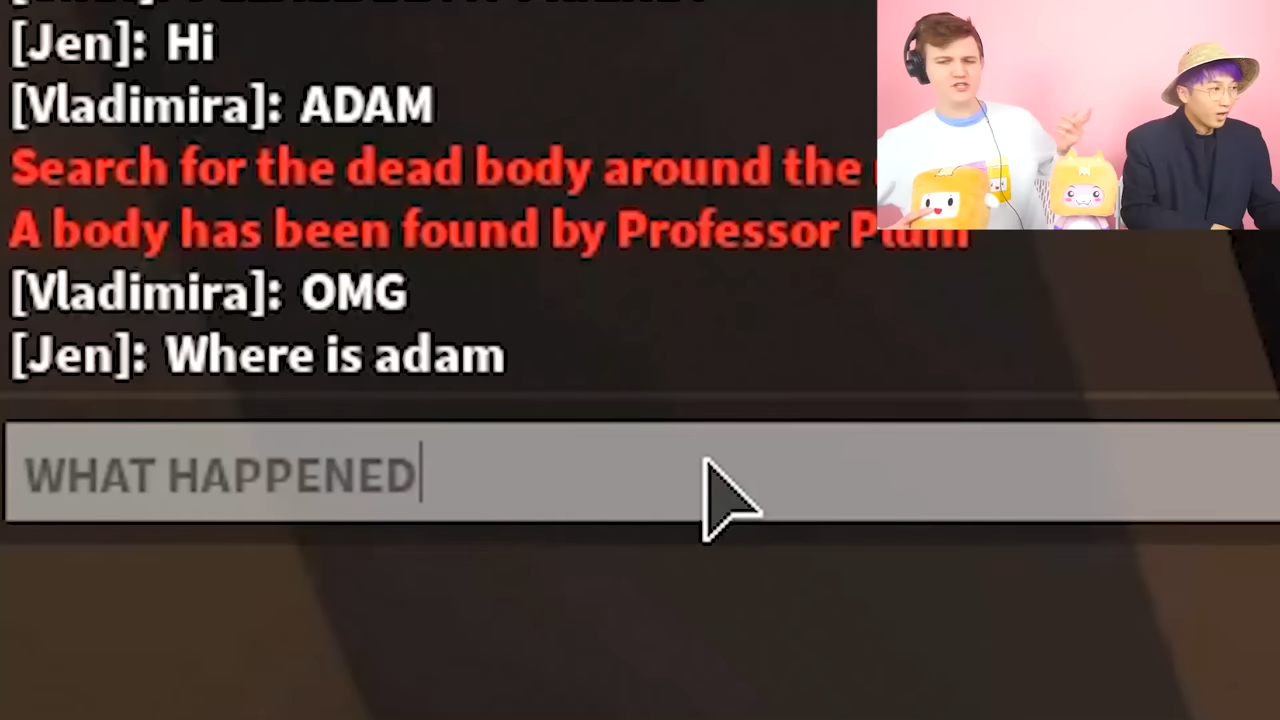 [Jen]: Hi
[Vladimira]: ADAM
Search for the dead body around the
A body has been found by Professor Plum
[Vladimira]: OMG
[Jen]: Where is adam
WHAT HAPPENED